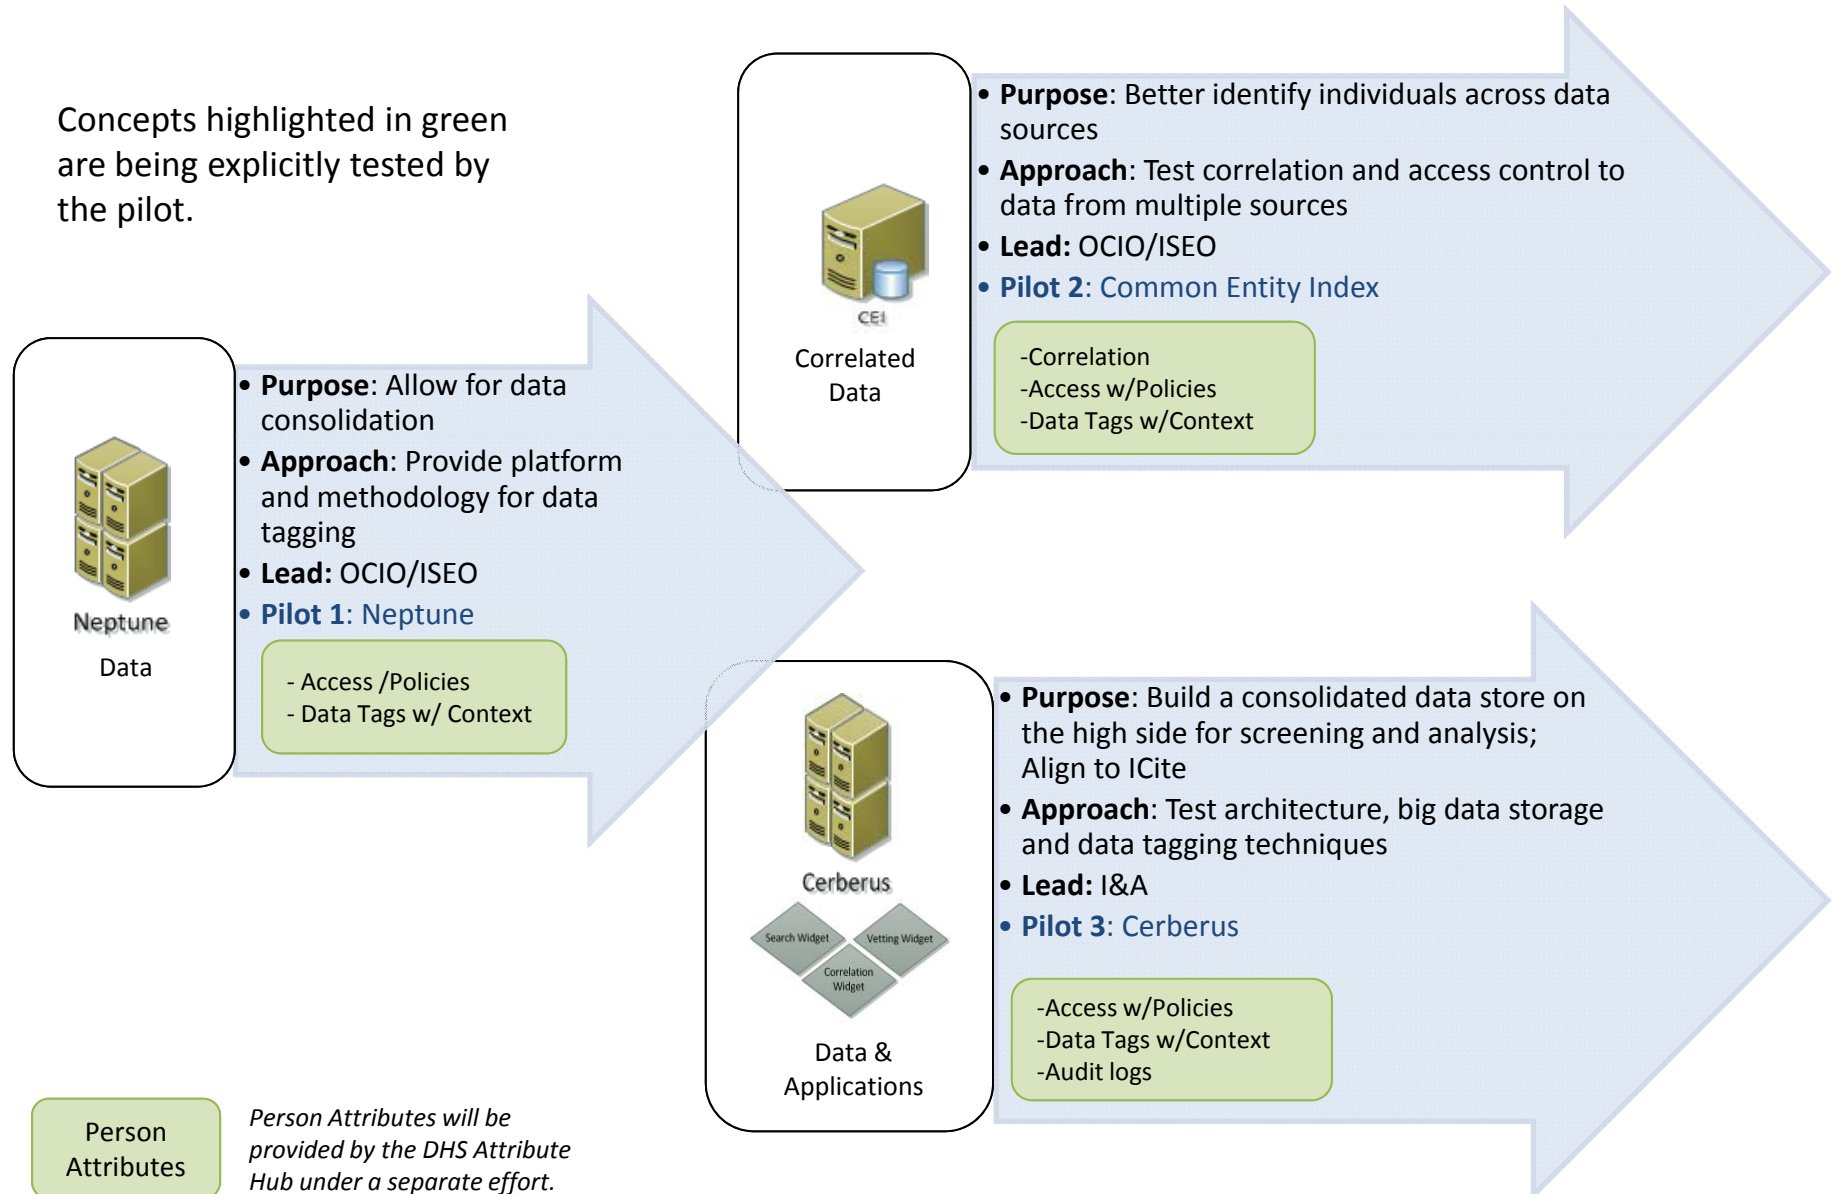 Concepts highlighted in green
are being explicitly tested by
the pilot.
Neptune
Data
• Purpose: Allow for data
consolidation
• Approach: Provide platform
and methodology for data
tagging
• Lead: OCIO/ISEO
• Pilot 1: Neptune
- Access /Policies
- Data Tags w/ Context
CEI
Correlated
Data
• Purpose: Better identify individuals across data
sources
• Approach: Test correlation and access control to
data from multiple sources
• Lead: OCIO/ISEO
• Pilot 2: Common Entity Index
-Correlation
-Access w/Policies
-Data Tags w/Context
Cerberus
Search Widget
Vetting Widget
Correlation
Widget
Data &
Applications
• Purpose: Build a consolidated data store on
the high side for screening and analysis;
Align to ICite
• Approach: Test architecture, big data storage
and data tagging techniques
• Lead: I&A
• Pilot 3: Cerberus
-Access w/Policies
-Data Tags w/Context
-Audit logs
Person
Attributes
Person Attributes will be
provided by the DHS Attribute
Hub under a separate effort.